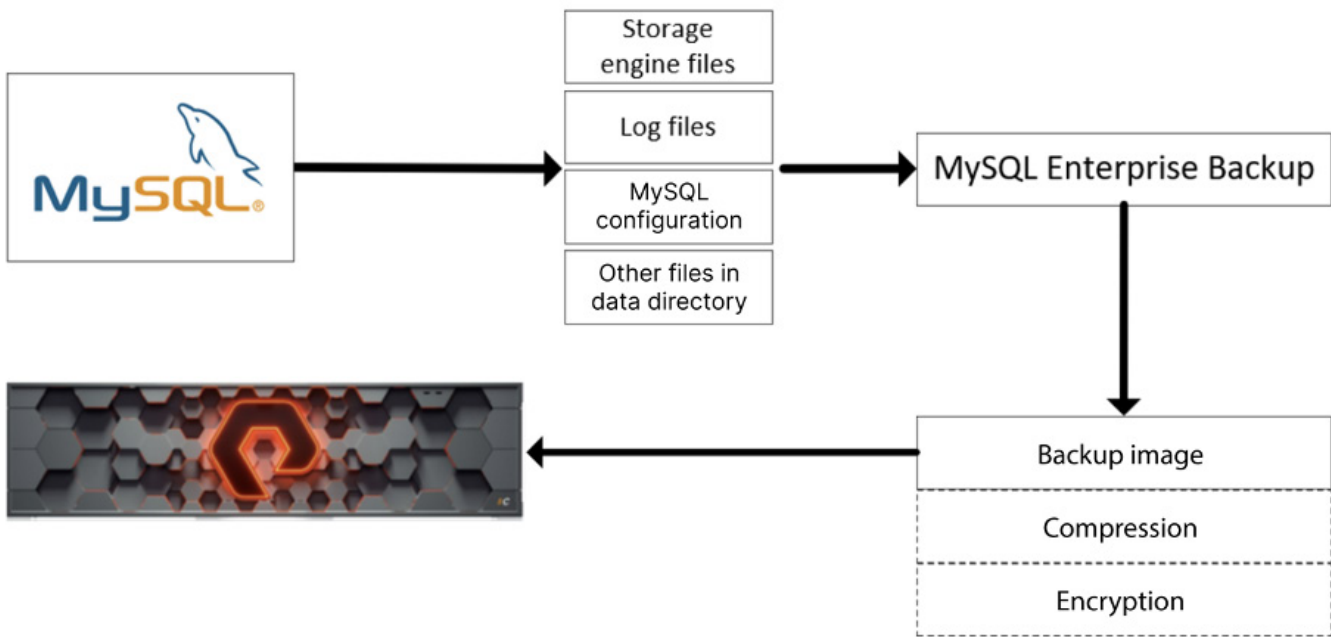 Storage
engine files
MySQL®
Log files
MySQL Enterprise Backup
MySQL
configuration
Other files in
data directory
Backup image
Compression
Encryption
//C